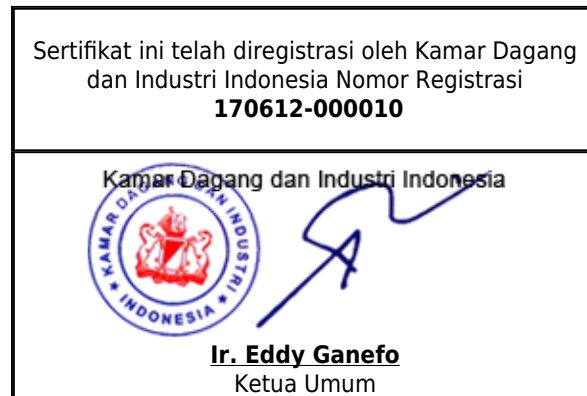 Sertifikat ini telah diregistrasi oleh Kamar Dagang
dan Industri Indonesia Nomor Registrasi
170612-000010
Kamar Dagang dan Industri Indonesia
KAMAR DAGANG DAN INDUSTRI
INDONESIA
Ir. Eddy Ganefo
Ketua Umum